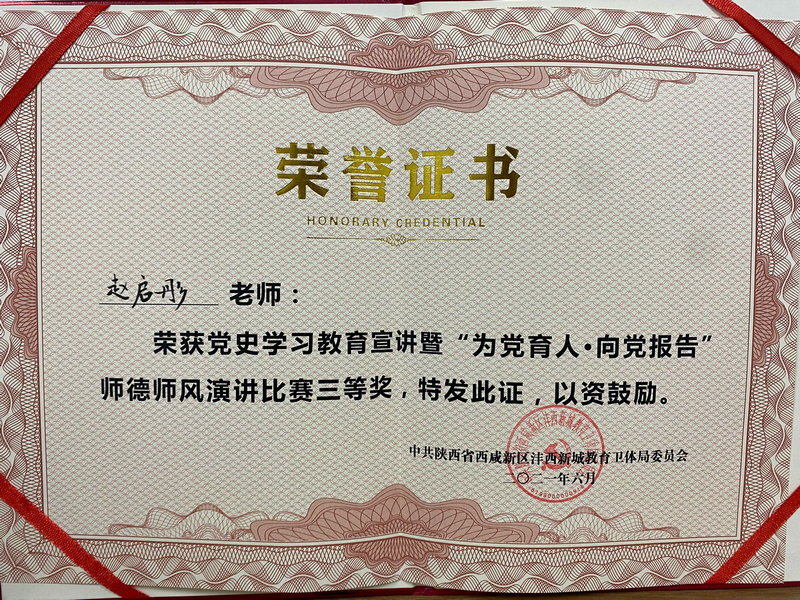 荣誉证书
HONORARY CREDENTIAL
赵启彤 老师：
荣获党史学习教育宣讲暨“为党育人·向党报告”
师德师风演讲比赛三等奖，特发此证，以资鼓励。
中共陕西省西咸新区沣西新城教育卫体局委员会
二〇二一年六月